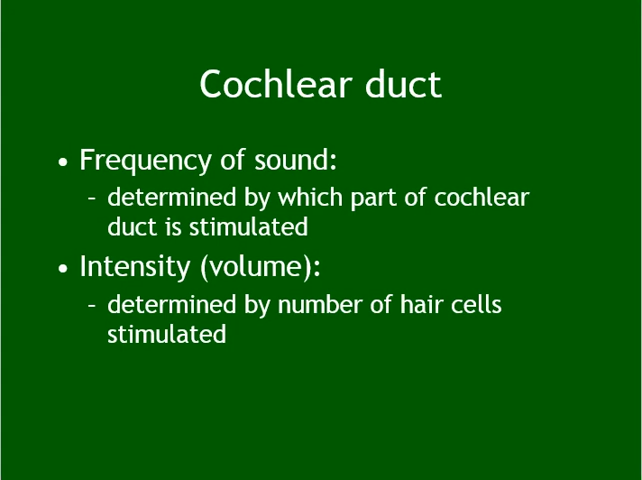 Cochlear duct
• Frequency of sound:
– determined by which part of cochlear
duct is stimulated
• Intensity (volume):
– determined by number of hair cells
stimulated